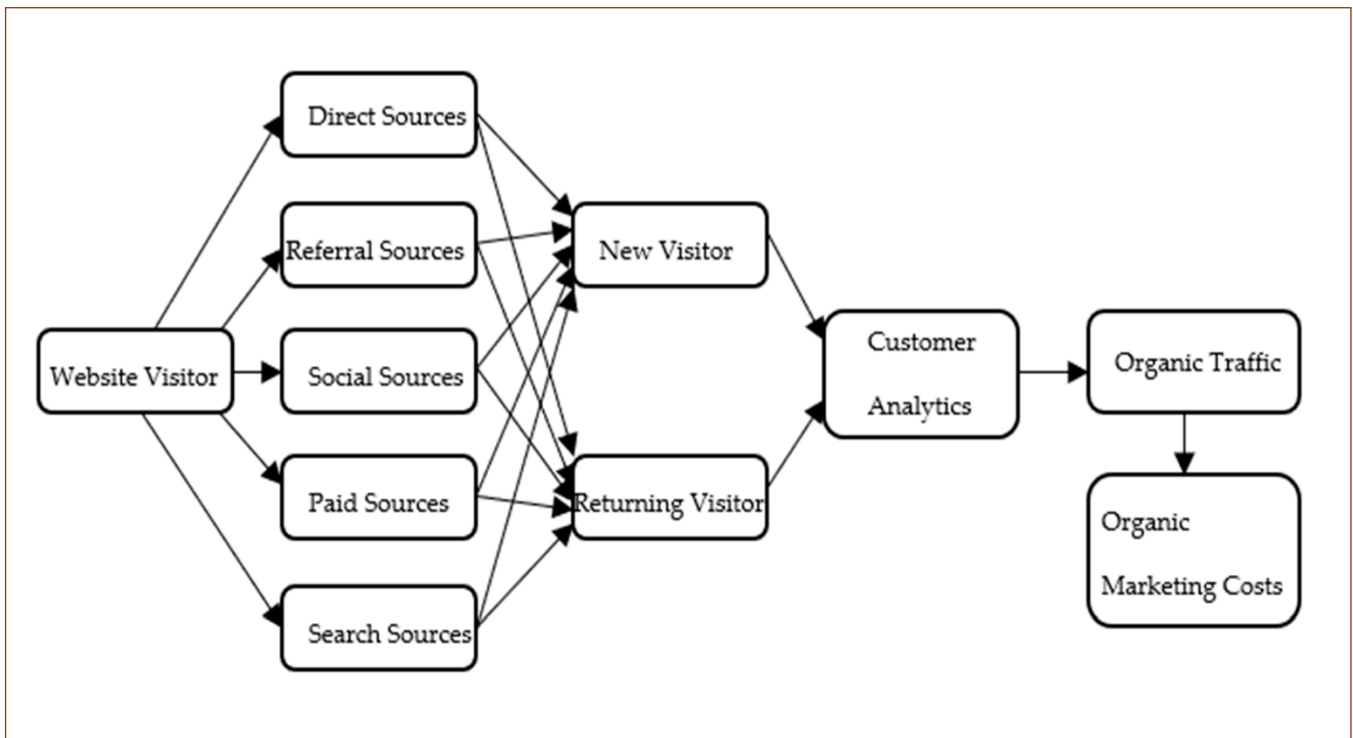 Direct Sources
Referral Sources
New Visitor
Website Visitor
Social Sources
Customer
Analytics
Organic Traffic
Paid Sources
Returning Visitor
Organic
Marketing Costs
Search Sources